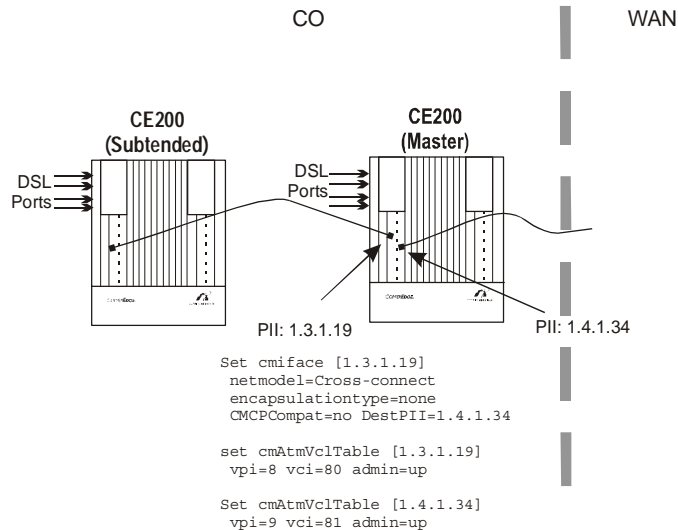 CO
WAN
CE200
(Subtended)
CE200
(Master)
DSL
Ports
DSL
Ports
COPPEREDGE
PII: 1.3.1.19
PII: 1.4.1.34
Set cmiface [1.3.1.19]
netmodel=Cross-connect
encapsulationtype=none
CMCPCompat=no DestPII=1.4.1.34
set cmAtmVclTable [1.3.1.19]
vpi=8 vci=80 admin=up
Set cmAtmVclTable [1.4.1.34]
vpi=9 vci=81 admin=up